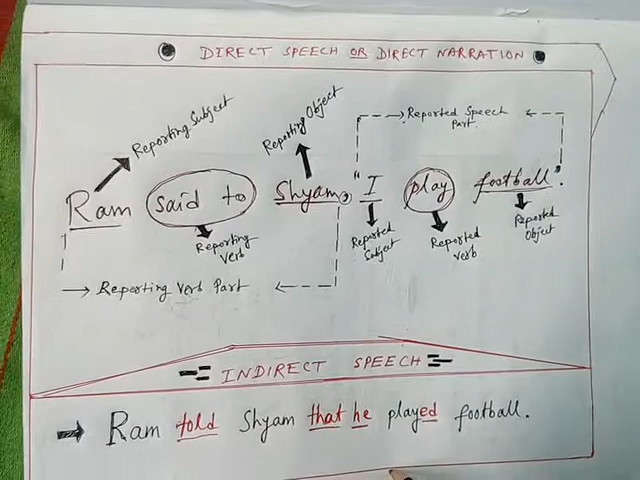 DIRECT SPEECH OR DIRECT NARRATION
Reporting Subject
Reporting Object
Reported Speech
Part.
Ram said to Shyam, "I play football".
Reporting
Verb
Reported
Subject
Reported
Verb
Reported
Object
Reporting Verb Part
INDIRECT SPEECH
Ram told Shyam that he played football.